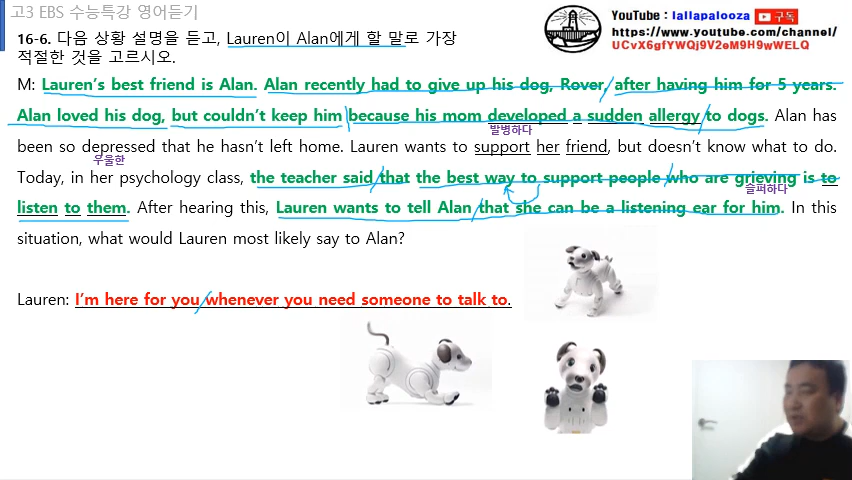 고3 EBS 수능특강 영어듣기
YouTube : lallapalooza 구독
https://www.youtube.com/channel/
UCvX6gfYWQj9V2eM9H9wWELQ
16-6. 다음 상황 설명을 듣고, Lauren이 Alan에게 할 말로 가장
적절한 것을 고르시오.
M: Lauren's best friend is Alan. Alan recently had to give up his dog, Rover, after having him for 5 years.
Alan loved his dog, but couldn't keep him because his mom developed a sudden allergy to dogs. Alan has
발병하다
been so depressed that he hasn't left home. Lauren wants to support her friend, but doesn't know what to do.
우울한
Today, in her psychology class, the teacher said that the best way to support people who are grieving is to
슬퍼하다
listen to them. After hearing this, Lauren wants to tell Alan that she can be a listening ear for him. In this
situation, what would Lauren most likely say to Alan?
Lauren: I'm here for you whenever you need someone to talk to.